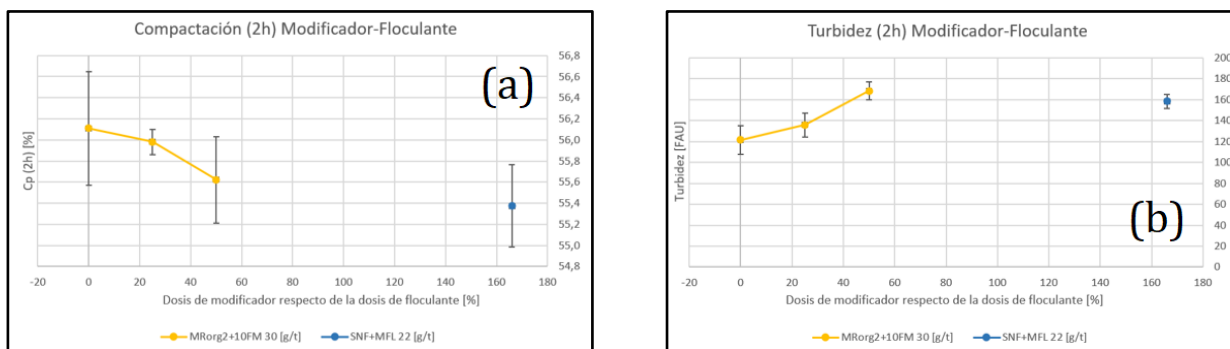 Compactación (2h) Modificador-Floculante
(a)
56,8
56,6
56,4
56,2
56,0
55,8
55,6
55,4
55,2
55,0
54,8
Cp (2h) [%]
-20 0 20 40 60 80 100 120 140 160 180
Dosis de modificador respecto de la dosis de floculante [%]
MRorg2+10FM 30 [g/t] SNF+MFL 22 [g/t]
Turbidez (2h) Modificador-Floculante
200
180
160
140
120
100
80
60
40
20
0
Turbidez [FAU]
(b)
-20 0 20 40 60 80 100 120 140 160 180
Dosis de modificador respecto de la dosis de floculante [%]
MRorg2+10FM 30 [g/t] SNF+MFL 22 [g/t]